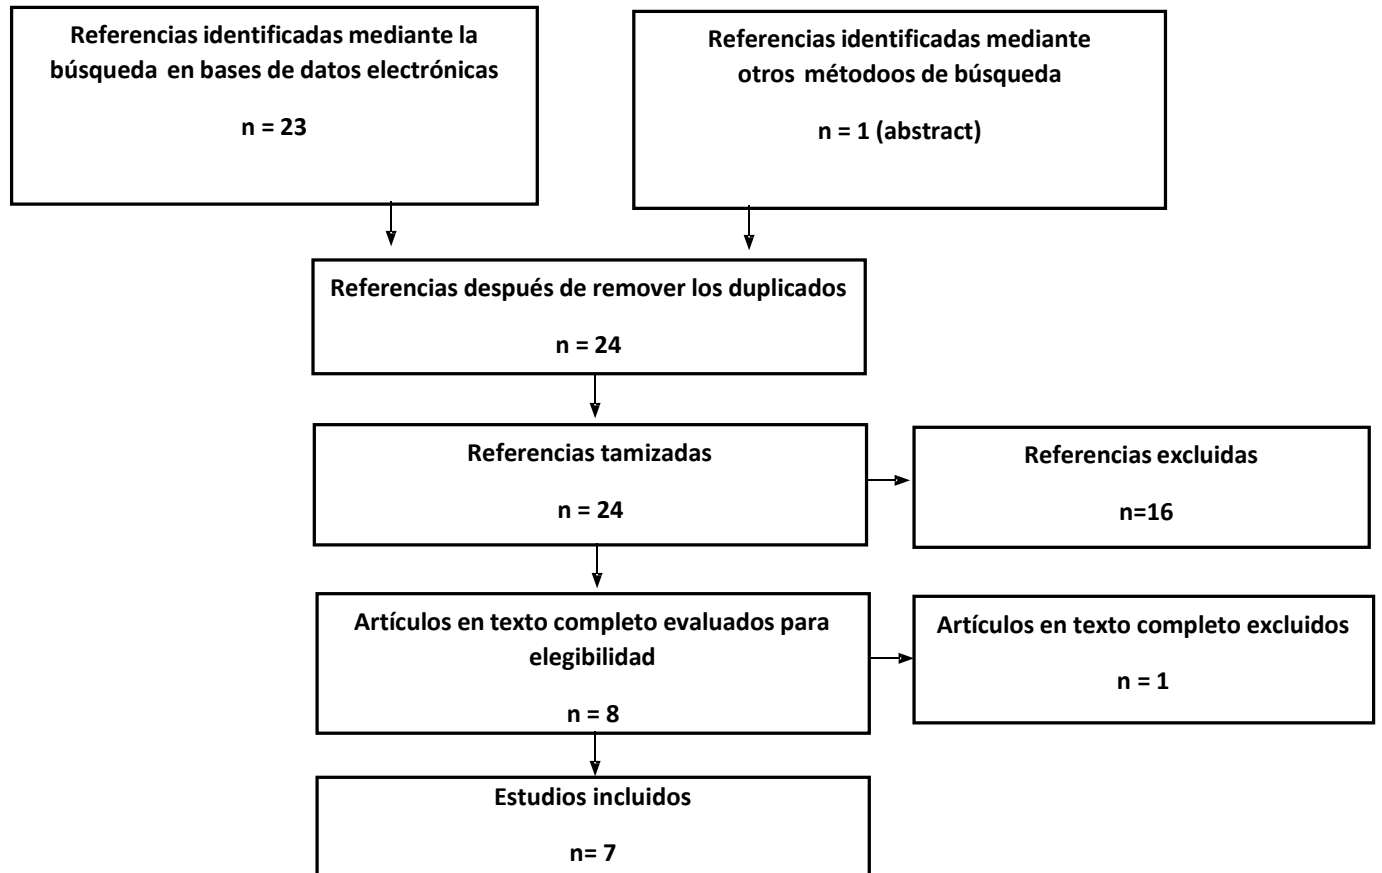 Referencias identificadas mediante la
búsqueda en bases de datos electrónicas
n = 23
Referencias identificadas mediante
otros métodoos de búsqueda
n = 1 (abstract)
Referencias después de remover los duplicados
n = 24
Referencias tamizadas
n = 24
Referencias excluidas
n=16
Artículos en texto completo evaluados para
elegibilidad
n = 8
Artículos en texto completo excluidos
n = 1
Estudios incluidos
n= 7